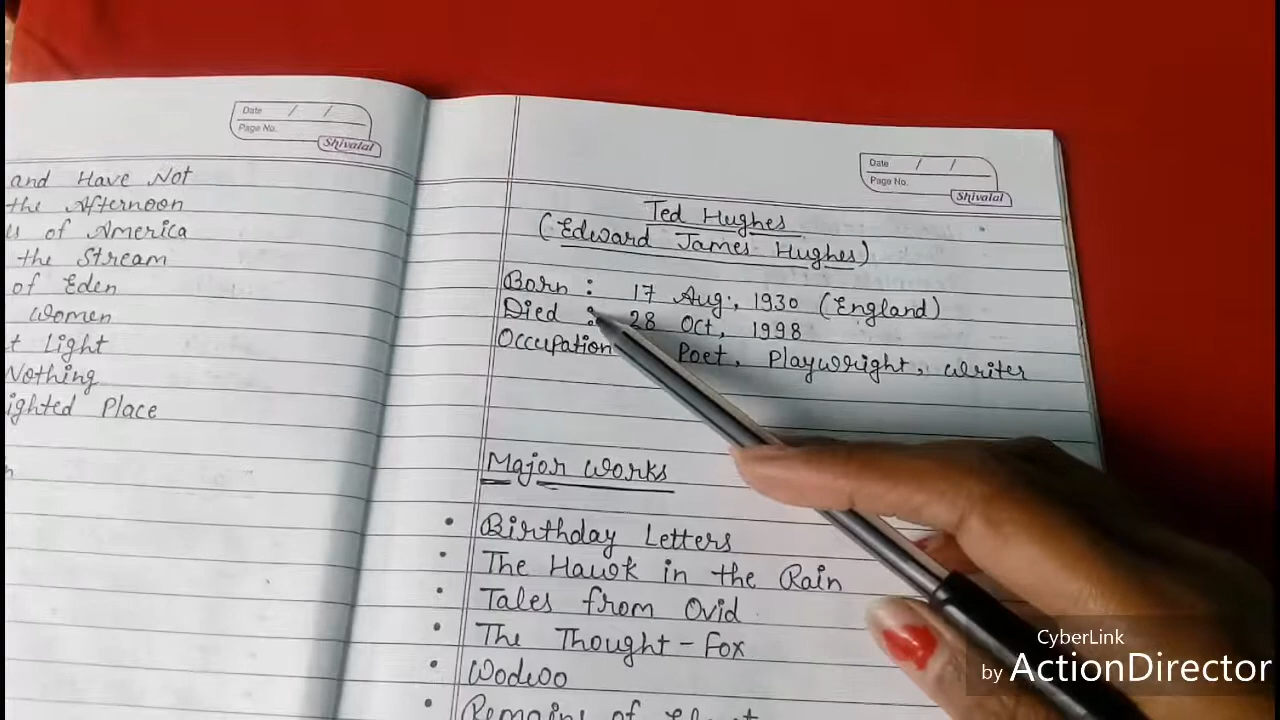 Date / /
Page No.
Shivalal
and Have Not
the Afternoon
of America
the Stream
of Eden
Women
Light
Nothing
ighted Place
Date / /
Page No.
Shivalal
Ted Hughes
(Edward James Hughes)
Born : 17 Aug., 1930 (England)
Died : 28 Oct, 1998
Occupation Poet, Playwright, writer
Major Works
• Birthday Letters
• The Hawk in the Rain
• Tales from Ovid
• The Thought-Fox
• Wodwo
• Remains of
CyberLink
by ActionDirector